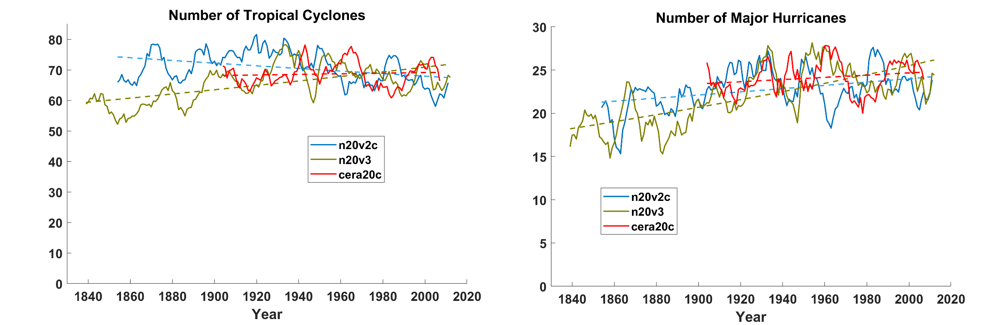 Number of Tropical Cyclones
80
70
60
50
40
30
20
10
0
1840 1860 1880 1900 1920 1940 1960 1980 2000 2020
Year
n20v2c
n20v3
cera20c
Number of Major Hurricanes
30
25
20
15
10
5
0
1840 1860 1880 1900 1920 1940 1960 1980 2000 2020
Year
n20v2c
n20v3
cera20c